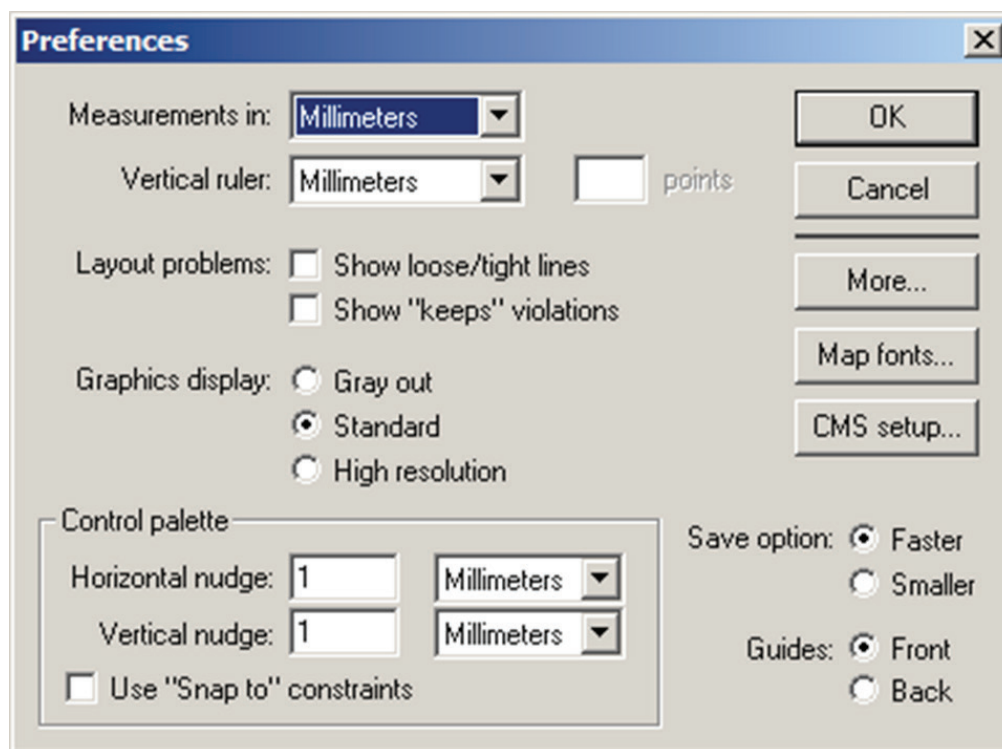 Preferences
Measurements in: Millimeters
OK
Vertical ruler: Millimeters points
Cancel
Layout problems: Show loose/tight lines
More...
Show "keeps" violations
Map fonts...
Graphics display: Gray out
Standard
CMS setup...
High resolution
Control palette
Save option: Faster
Horizontal nudge: 1 Millimeters
Smaller
Vertical nudge: 1 Millimeters
Guides: Front
Use "Snap to" constraints
Back